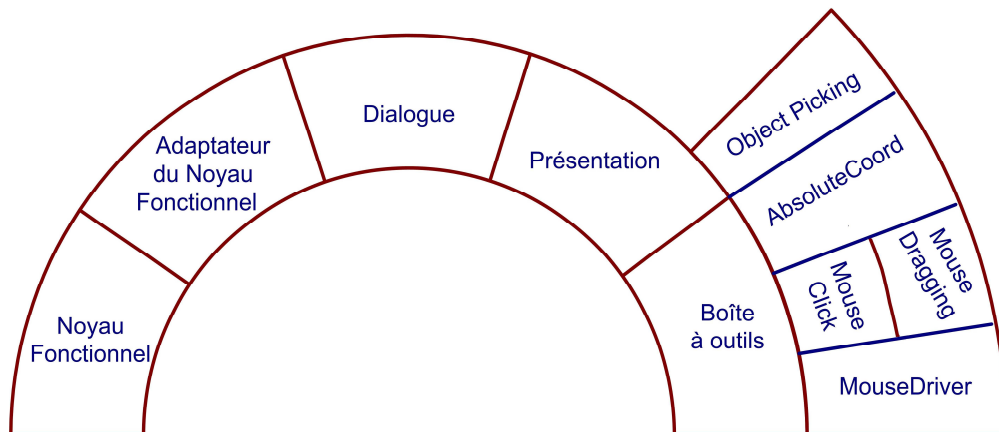 Noyau
Fonctionnel
Adaptateur
du Noyau
Fonctionnel
Dialogue
Présentation
Boîte
à outils
Object Picking
AbsoluteCoord
Mouse
Click
Mouse
Dragging
MouseDriver